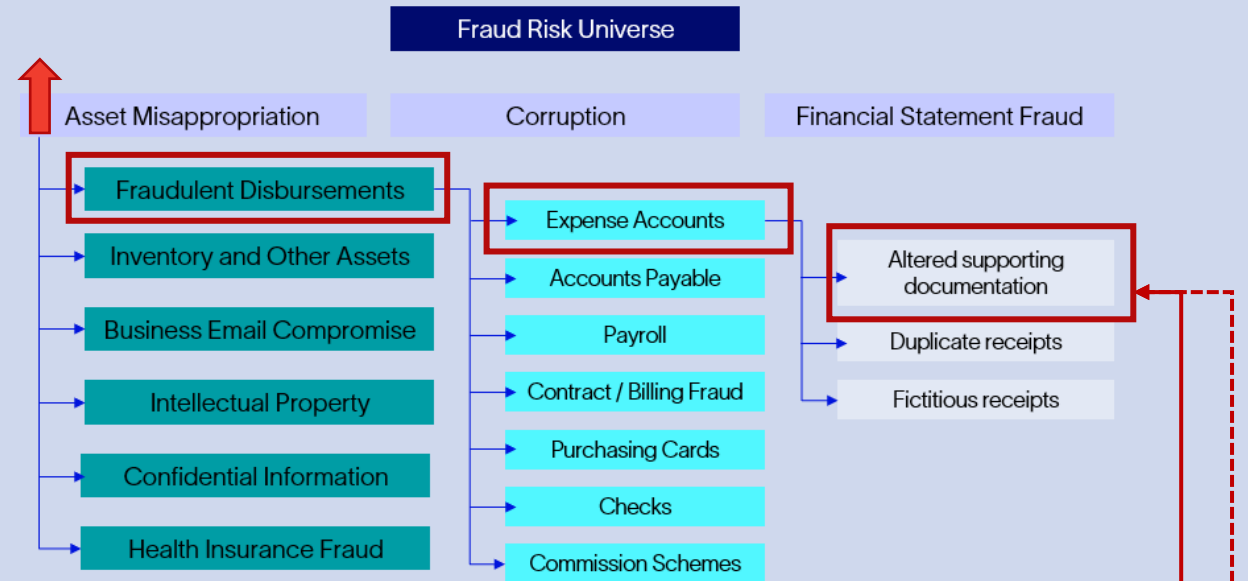 Fraud Risk Universe
Asset Misappropriation
Corruption
Financial Statement Fraud
Fraudulent Disbursements
Inventory and Other Assets
Business Email Compromise
Intellectual Property
Confidential Information
Health Insurance Fraud
Expense Accounts
Accounts Payable
Payroll
Contract / Billing Fraud
Purchasing Cards
Checks
Commission Schemes
Altered supporting
documentation
Duplicate receipts
Fictitious receipts